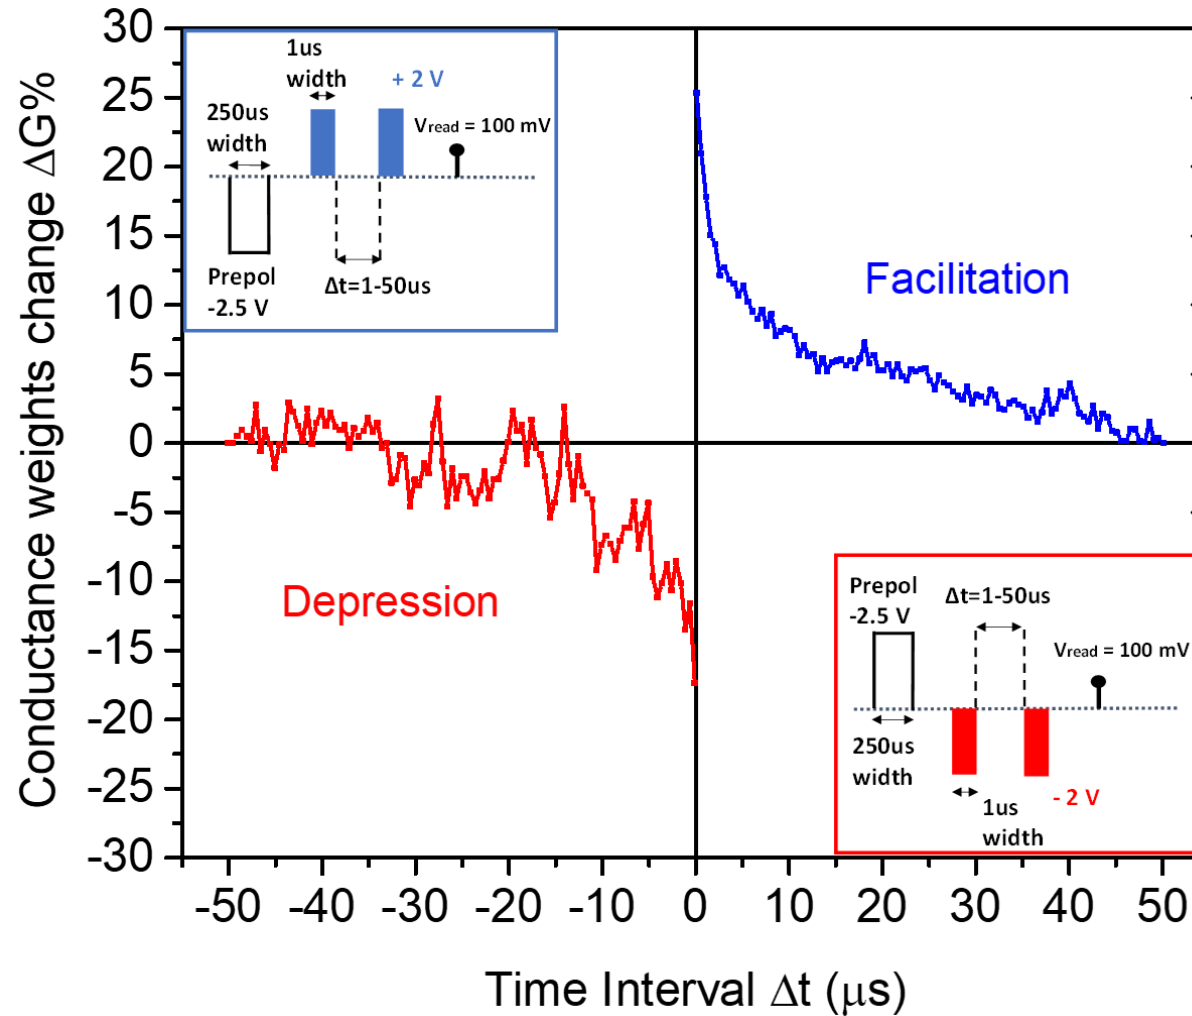 Conductance weights change ΔG%
30
25
20
15
10
5
0
-5
-10
-15
-20
-25
-30
1us
width
+ 2 V
250us
width
Vread = 100 mV
Prepol
-2.5 V
Δt=1-50us
Facilitation
Depression
Prepol
-2.5 V
Δt=1-50us
Vread = 100 mV
250us
width
- 2 V
1us
width
-50 -40 -30 -20 -10 0 10 20 30 40 50
Time Interval Δt (μs)